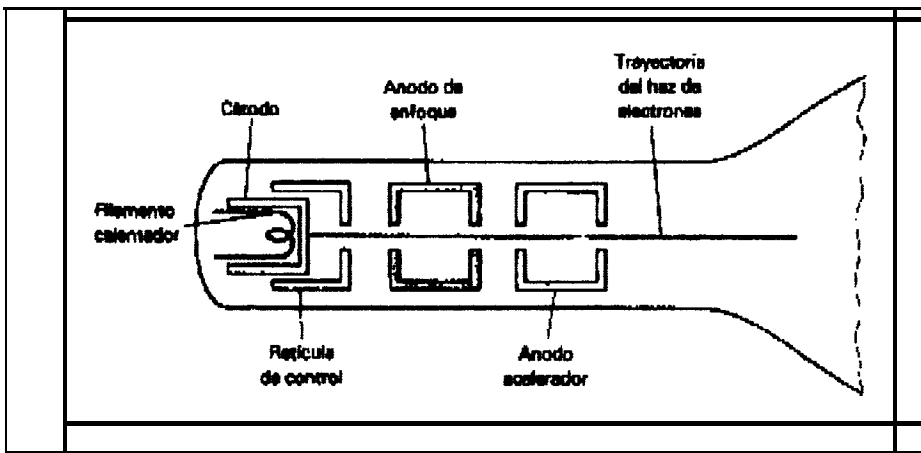 Trayectoria
del haz de
electrones
Anodo de
enfoque
Cátodo
Filamento
calentador
Retícula
de control
Anodo
acelerador